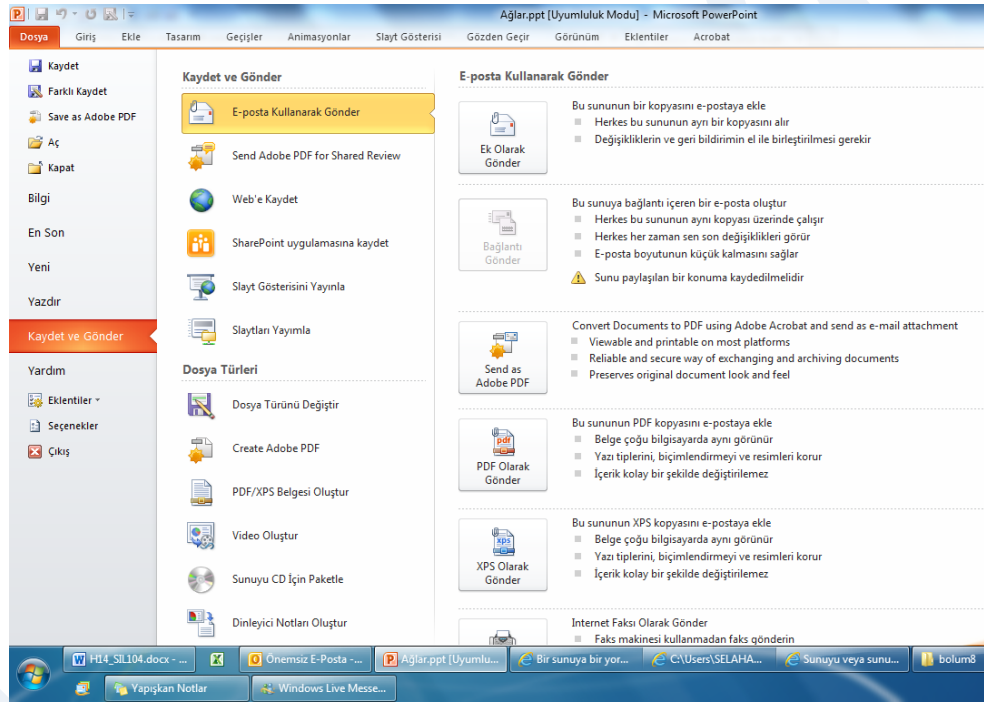 Ağlar.ppt [Uyumluluk Modu] - Microsoft PowerPoint
Dosya Giriş Ekle Tasarım Geçişler Animasyonlar Slayt Gösterisi Gözden Geçir Görünüm Eklentiler Acrobat
Kaydet
Farklı Kaydet
Save as Adobe PDF
Aç
Kapat
Bilgi
En Son
Yeni
Yazdır
Kaydet ve Gönder
Yardım
Eklentiler
Seçenekler
Çıkış
Kaydet ve Gönder
E-posta Kullanarak Gönder
Send Adobe PDF for Shared Review
Web'e Kaydet
SharePoint uygulamasına kaydet
Slayt Gösterisini Yayınla
Slaytları Yayımla
Dosya Türleri
Dosya Türünü Değiştir
Create Adobe PDF
PDF/XPS Belgesi Oluştur
Video Oluştur
Sunuyu CD İçin Paketle
Dinleyici Notları Oluştur
E-posta Kullanarak Gönder
Ek Olarak
Gönder
Bu sununun bir kopyasını e-postaya ekle
Herkes bu sununun ayrı bir kopyasını alır
Değişikliklerin ve geri bildirimin el ile birleştirilmesi gerekir
Bağlantı
Gönder
Bu sunuya bağlantı içeren bir e-posta oluştur
Herkes bu sununun aynı kopyası üzerinde çalışır
Herkes her zaman sen son değişiklikleri görür
E-posta boyutunun küçük kalmasını sağlar
Sunu paylaşılan bir konuma kaydedilmelidir
Send as
Adobe PDF
Convert Documents to PDF using Adobe Acrobat and send as e-mail attachment
Viewable and printable on most platforms
Reliable and secure way of exchanging and archiving documents
Preserves original document look and feel
PDF Olarak
Gönder
Bu sununun PDF kopyasını e-postaya ekle
Belge çoğu bilgisayarda aynı görünür
Yazı tiplerini, biçimlendirmeyi ve resimleri korur
İçerik kolay bir şekilde değiştirilemez
XPS Olarak
Gönder
Bu sununun XPS kopyasını e-postaya ekle
Belge çoğu bilgisayarda aynı görünür
Yazı tiplerini, biçimlendirmeyi ve resimleri korur
İçerik kolay bir şekilde değiştirilemez
Internet Faksı Olarak Gönder
Faks makinesi kullanmadan faks gönderin
H14_SIL104.docx - ... Önemsiz E-Posta -... Ağlar.ppt [Uyumlu... Bir sunuya bir yor... C:\Users\SELAHA... Sunuyu veya sunu... bolum8
Yapışkan Notlar Windows Live Messe...